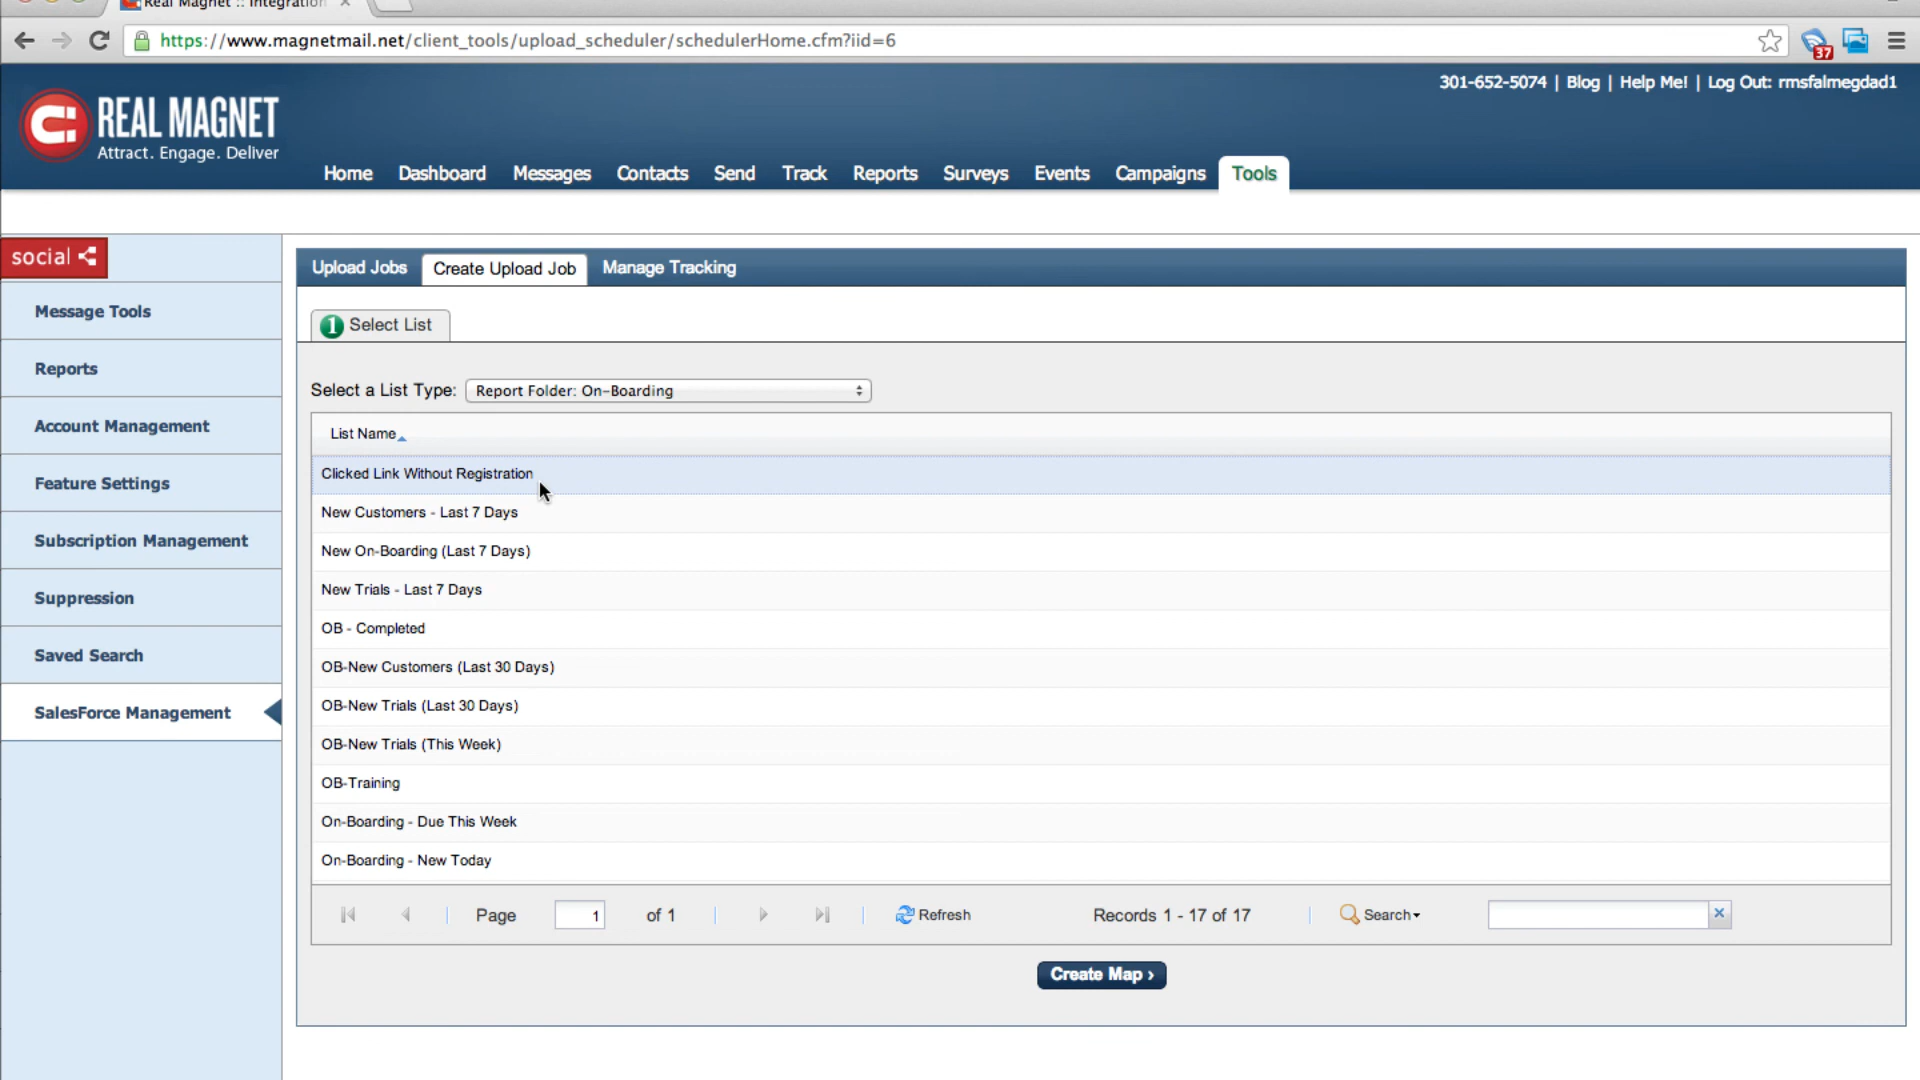 Real Magnet :: Integration
https://www.magnetmail.net/client_tools/upload_scheduler/schedulerHome.cfm?iid=6
37
301-652-5074 | Blog | Help Me! | Log Out: rmsfalmegdad1
REAL MAGNET
Attract. Engage. Deliver
Home Dashboard Messages Contacts Send Track Reports Surveys Events Campaigns Tools
social
Message Tools
Reports
Account Management
Feature Settings
Subscription Management
Suppression
Saved Search
SalesForce Management
Upload Jobs Create Upload Job Manage Tracking
1 Select List
Select a List Type: Report Folder: On-Boarding
List Name
Clicked Link Without Registration
New Customers - Last 7 Days
New On-Boarding (Last 7 Days)
New Trials - Last 7 Days
OB - Completed
OB-New Customers (Last 30 Days)
OB-New Trials (Last 30 Days)
OB-New Trials (This Week)
OB-Training
On-Boarding - Due This Week
On-Boarding - New Today
Page 1 of 1 Refresh Records 1 - 17 of 17 Search
Create Map ›